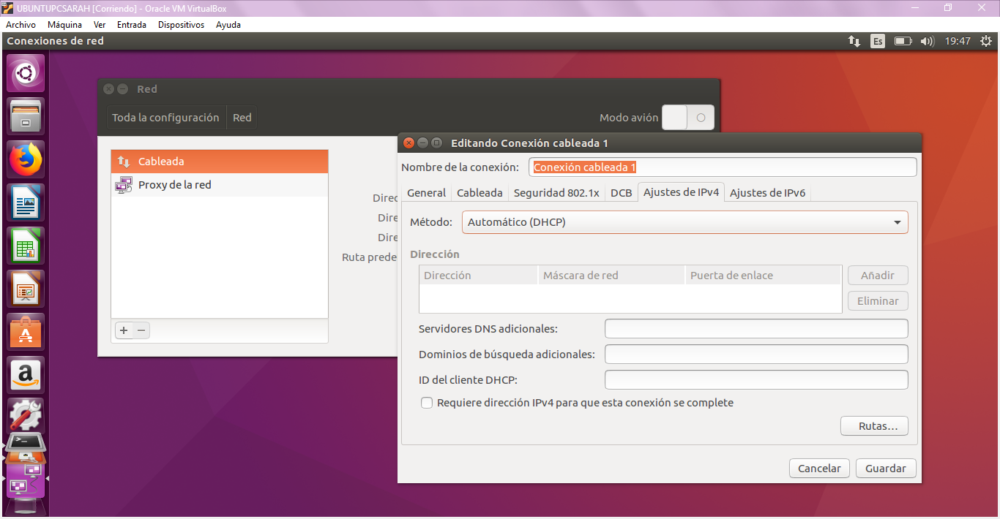 UBUNTUPCSARAH [Corriendo] - Oracle VM VirtualBox
Archivo Máquina Ver Entrada Dispositivos Ayuda
Conexiones de red Es 19:47
Red
Toda la configuración Red Modo avión
Editando Conexión cableada 1
Cableada
Nombre de la conexión: Conexión cableada 1
Proxy de la red
General Cableada Seguridad 802.1x DCB Ajustes de IPv4 Ajustes de IPv6
Direc
Dire
Método: Automático (DHCP)
Dire
Ruta prede
Dirección
Dirección Máscara de red Puerta de enlace Añadir
Eliminar
Servidores DNS adicionales:
Dominios de búsqueda adicionales:
ID del cliente DHCP:
Requiere dirección IPv4 para que esta conexión se complete
Rutas...
Cancelar Guardar